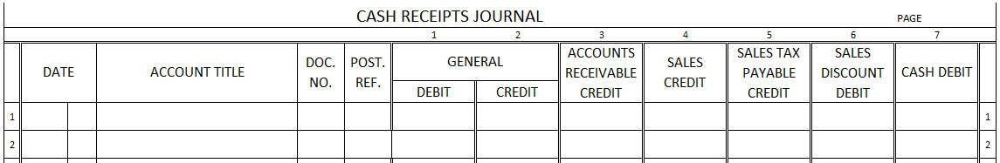 CASH RECEIPTS JOURNAL PAGE
1 2 3 4 5 6 7
DATE ACCOUNT TITLE DOC. NO. POST. REF. GENERAL ACCOUNTS RECEIVABLE CREDIT SALES CREDIT SALES TAX PAYABLE CREDIT SALES DISCOUNT DEBIT CASH DEBIT
DEBIT CREDIT
1 1
2 2